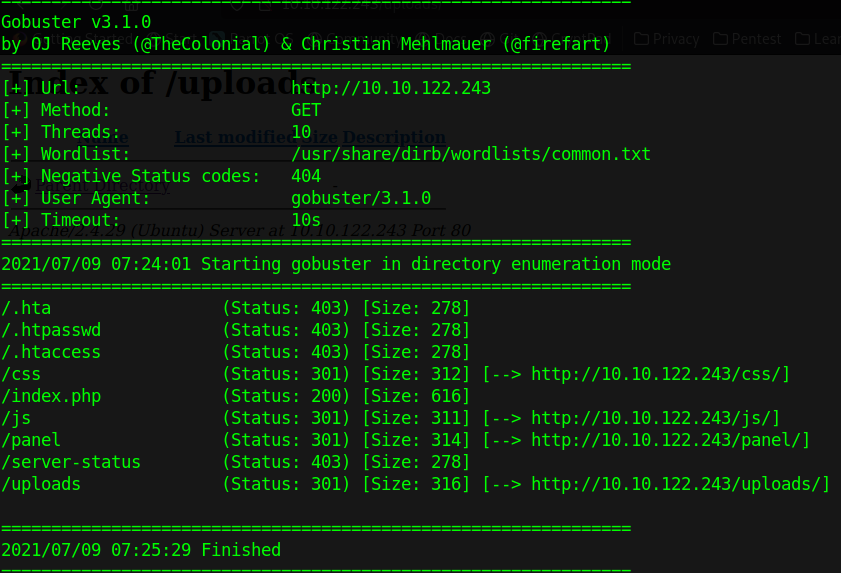 Gobuster v3.1.0
by OJ Reeves (@TheColonial) & Christian Mehlmauer (@firefart)
Privacy Pentest
===============================================================
Index of /uploads
[+] Url: http://10.10.122.243
[+] Method: GET
[+] Threads: 10
Name Last modified Size Description
[+] Wordlist: /usr/share/dirb/wordlists/common.txt
[+] Negative Status codes: 404
Parent Directory -
[+] User Agent: gobuster/3.1.0
[+] Timeout: 10s
Apache/2.4.29 (Ubuntu) Server at 10.10.122.243 Port 80
===============================================================
2021/07/09 07:24:01 Starting gobuster in directory enumeration mode
===============================================================
/.hta (Status: 403) [Size: 278]
/.htpasswd (Status: 403) [Size: 278]
/.htaccess (Status: 403) [Size: 278]
/css (Status: 301) [Size: 312] [--> http://10.10.122.243/css/]
/index.php (Status: 200) [Size: 616]
/js (Status: 301) [Size: 311] [--> http://10.10.122.243/js/]
/panel (Status: 301) [Size: 314] [--> http://10.10.122.243/panel/]
/server-status (Status: 403) [Size: 278]
/uploads (Status: 301) [Size: 316] [--> http://10.10.122.243/uploads/]
===============================================================
2021/07/09 07:25:29 Finished
===============================================================